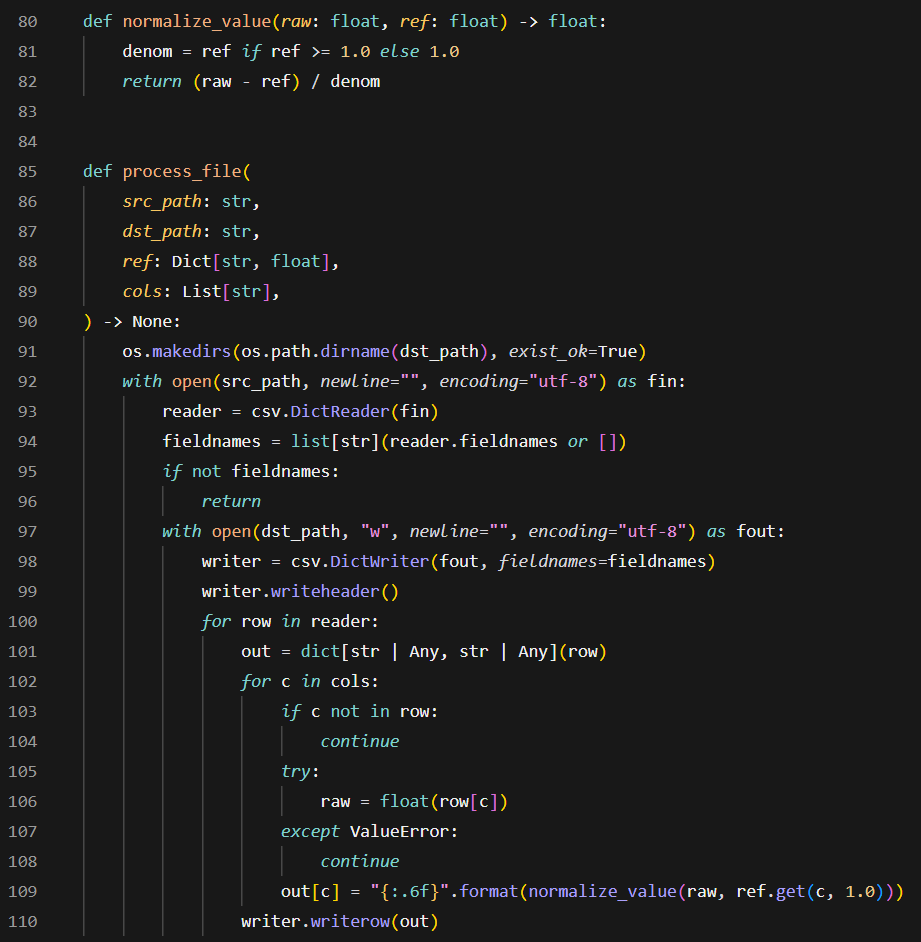 80 def normalize_value(raw: float, ref: float) -> float:
81     denom = ref if ref >= 1.0 else 1.0
82     return (raw - ref) / denom
83
84
85 def process_file(
86     src_path: str,
87     dst_path: str,
88     ref: Dict[str, float],
89     cols: List[str],
90 ) -> None:
91     os.makedirs(os.path.dirname(dst_path), exist_ok=True)
92     with open(src_path, newline="", encoding="utf-8") as fin:
93         reader = csv.DictReader(fin)
94         fieldnames = list[str](reader.fieldnames or [])
95         if not fieldnames:
96             return
97         with open(dst_path, "w", newline="", encoding="utf-8") as fout:
98             writer = csv.DictWriter(fout, fieldnames=fieldnames)
99             writer.writeheader()
100             for row in reader:
101                 out = dict[str | Any, str | Any](row)
102                 for c in cols:
103                     if c not in row:
104                         continue
105                     try:
106                         raw = float(row[c])
107                     except ValueError:
108                         continue
109                     out[c] = "{:.6f}".format(normalize_value(raw, ref.get(c, 1.0)))
110                 writer.writerow(out)